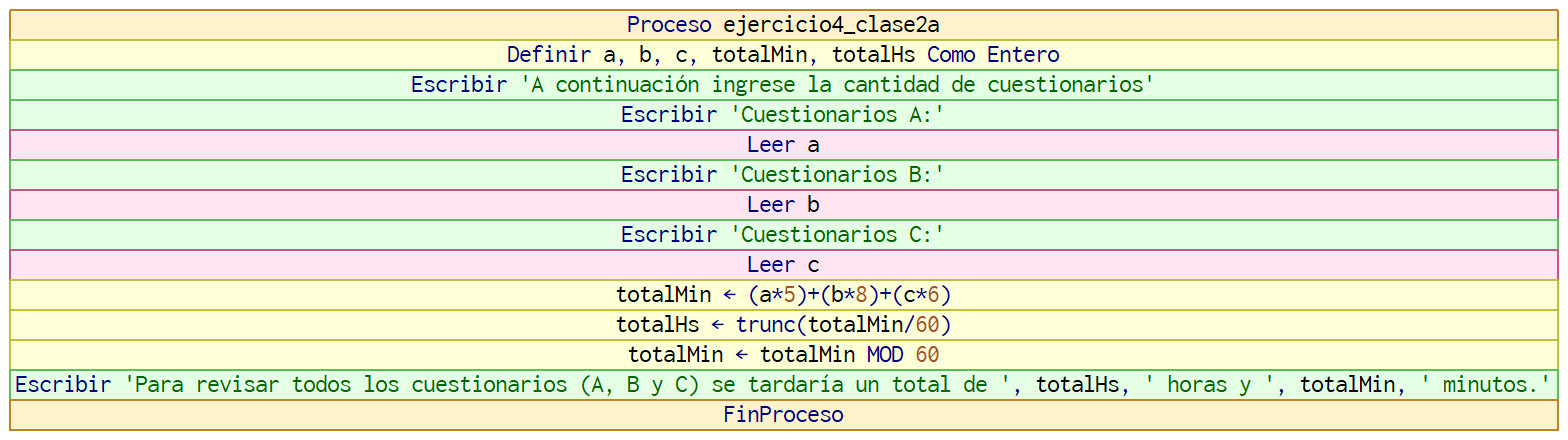 Proceso ejercicio4_clase2a
Definir a, b, c, totalMin, totalHs Como Entero
Escribir 'A continuación ingrese la cantidad de cuestionarios'
Escribir 'Cuestionarios A:'
Leer a
Escribir 'Cuestionarios B:'
Leer b
Escribir 'Cuestionarios C:'
Leer c
totalMin ← (a*5)+(b*8)+(c*6)
totalHs ← trunc(totalMin/60)
totalMin ← totalMin MOD 60
Escribir 'Para revisar todos los cuestionarios (A, B y C) se tardaría un total de ', totalHs, ' horas y ', totalMin, ' minutos.'
FinProceso